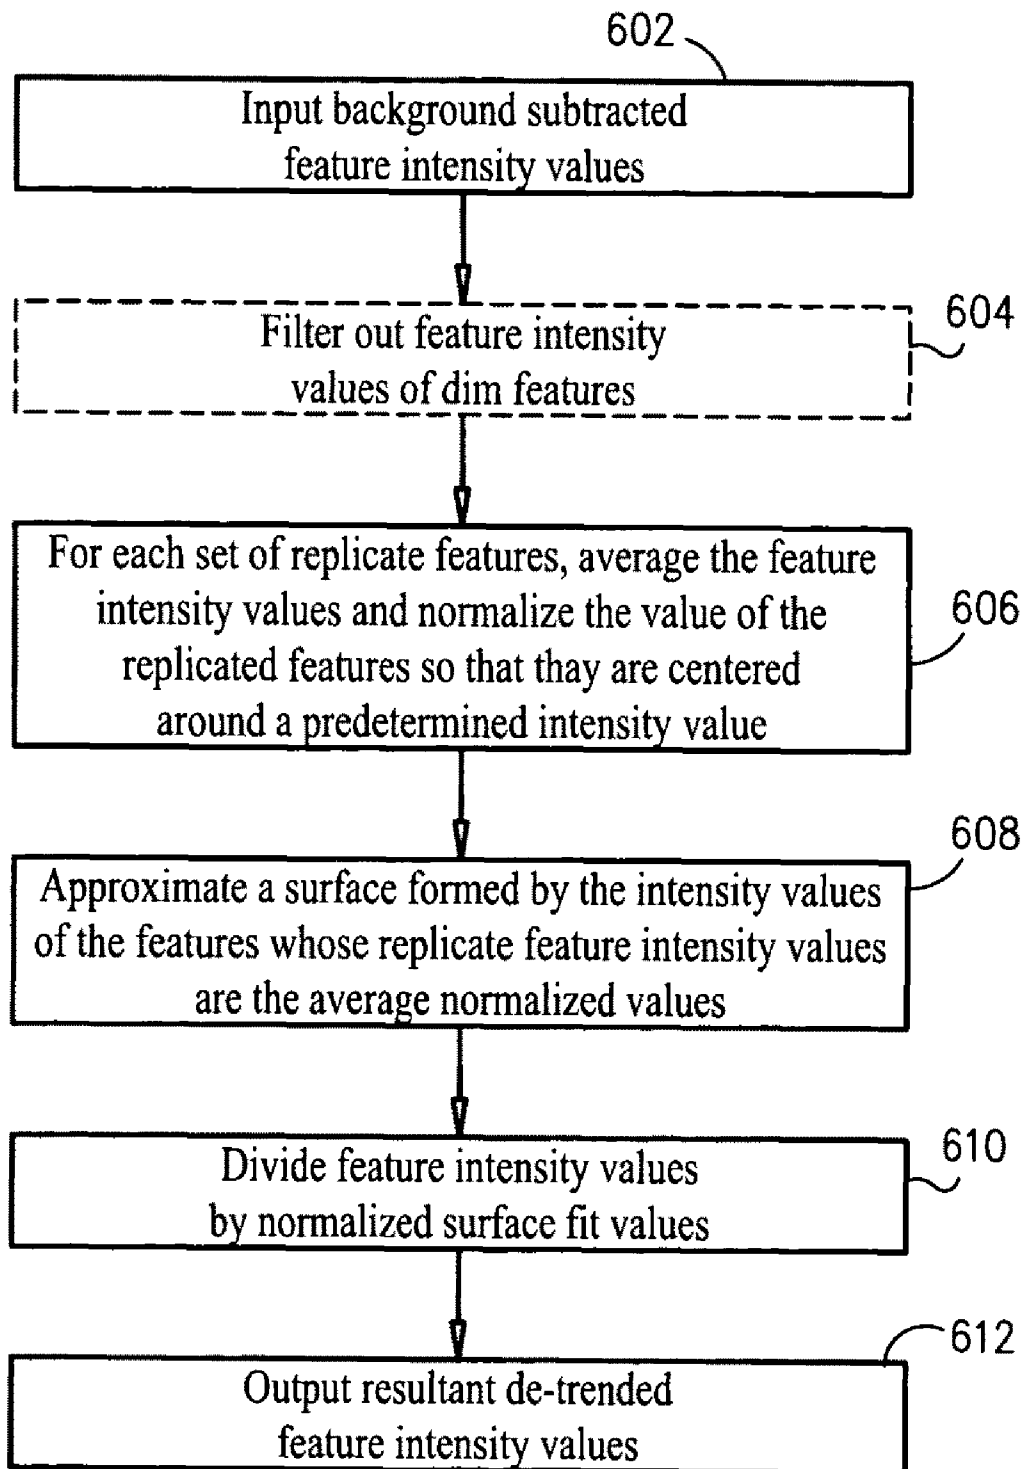 602
Input background subtracted
feature intensity values
604
Filter out feature intensity
values of dim features
606
For each set of replicate features, average the feature
intensity values and normalize the value of the
replicated features so that thay are centered
around a predetermined intensity value
608
Approximate a surface formed by the intensity values
of the features whose replicate feature intensity values
are the average normalized values
610
Divide feature intensity values
by normalized surface fit values
612
Output resultant de-trended
feature intensity values